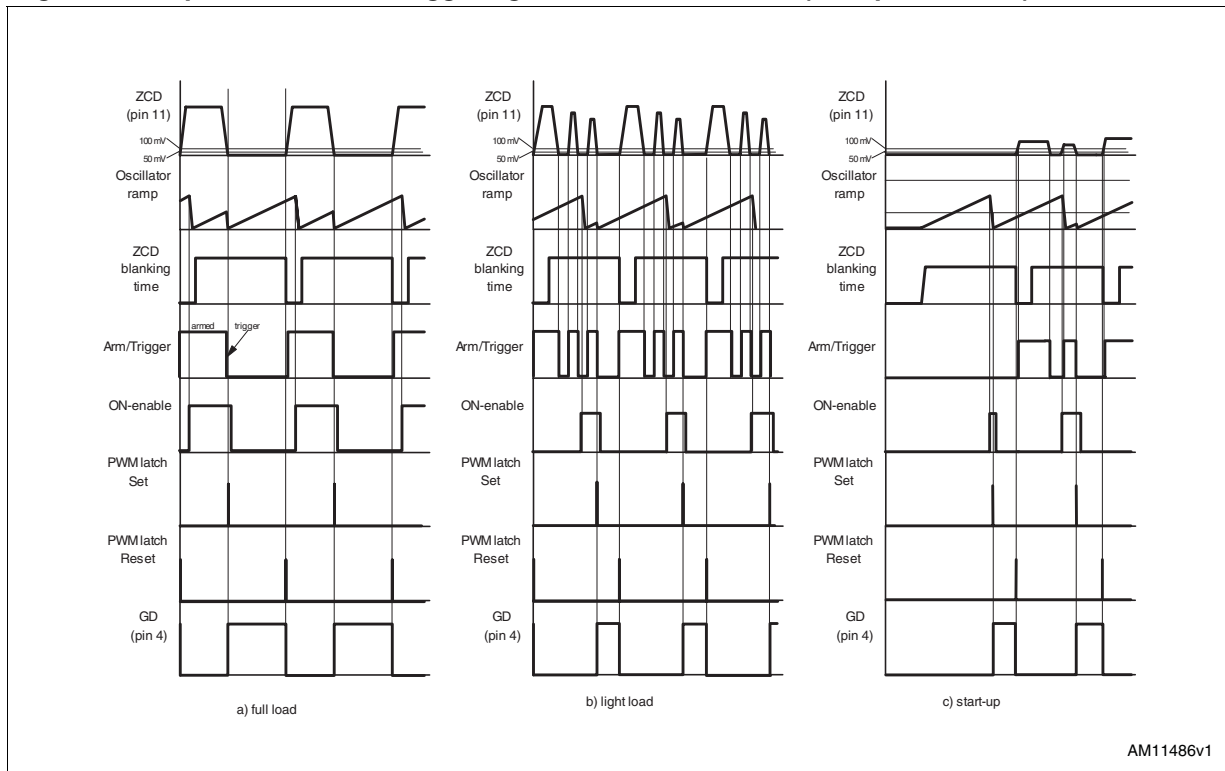 ZCD
(pin 11)
100 mV
50 mV
Oscillator
ramp
ZCD
blanking
time
armed
trigger
Arm/Trigger
ON-enable
PWM latch
Set
PWM latch
Reset
GD
(pin 4)
a) full load
ZCD
(pin 11)
100 mV
50 mV
Oscillator
ramp
ZCD
blanking
time
Arm/Trigger
ON-enable
PWM latch
Set
PWM latch
Reset
GD
(pin 4)
b) light load
ZCD
(pin 11)
100 mV
50 mV
Oscillator
ramp
ZCD
blanking
time
Arm/Trigger
ON-enable
PWM latch
Set
PWM latch
Reset
GD
(pin 4)
c) start-up
AM11486v1